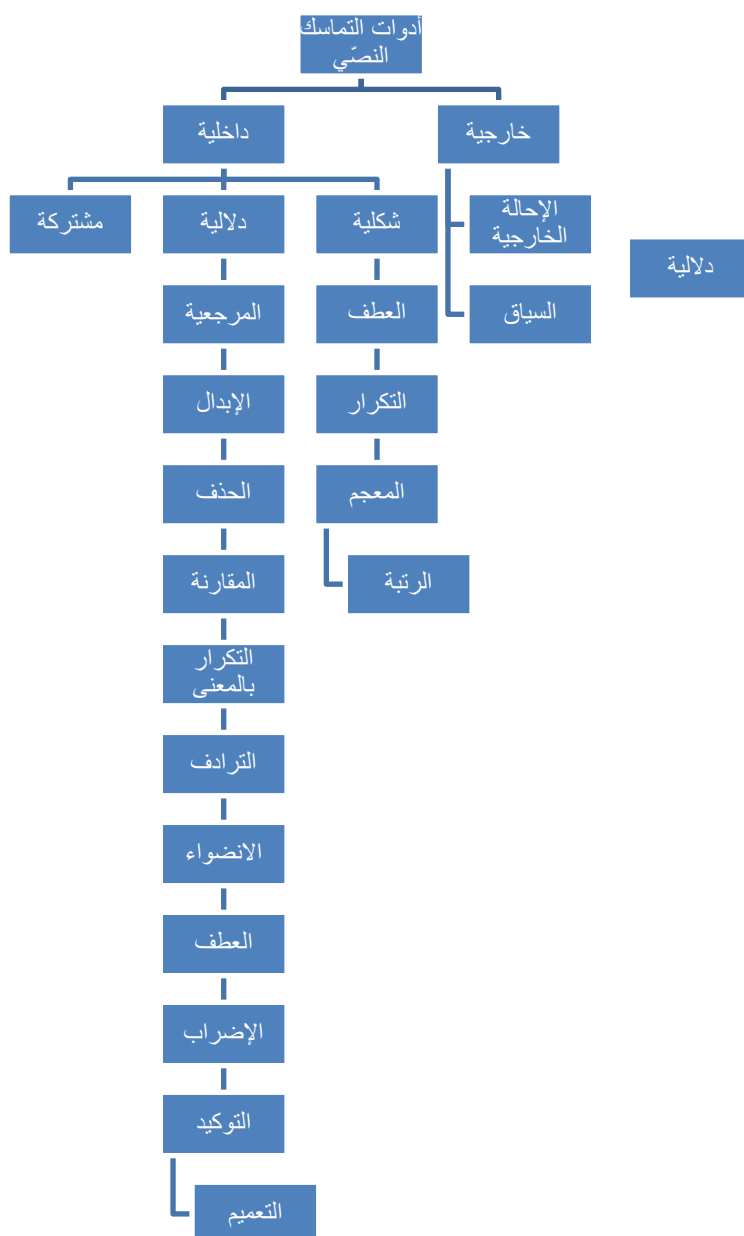 أدوات التماسك
النصّي
خارجية
داخلية
الإحالة
الخارجية
السياق
دلالية
شكلية
العطف
التكرار
المعجم
الرتبة
دلالية
المرجعية
الإبدال
الحذف
المقارنة
التكرار
بالمعنى
الترادف
الانضواء
العطف
الإضراب
التوكيد
التعميم
مشتركة